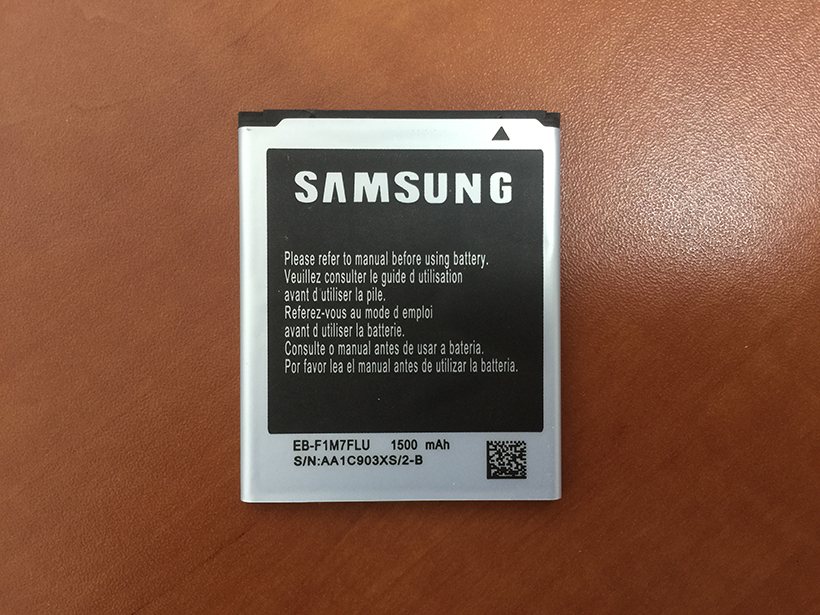 SAMSUNG
Please refer to manual before using battery.
Veuillez consulter le guide d utilisation
avant d utiliser la pile.
Referez-vous au mode d emploi
avant d utiliser la batterie.
Consulte o manual antes de usar a bateria.
Por favor lea el manual antes de utilizar la batteria.
EB-F1M7FLU 1500 mAh
S/N:AA1C903XS/2-B